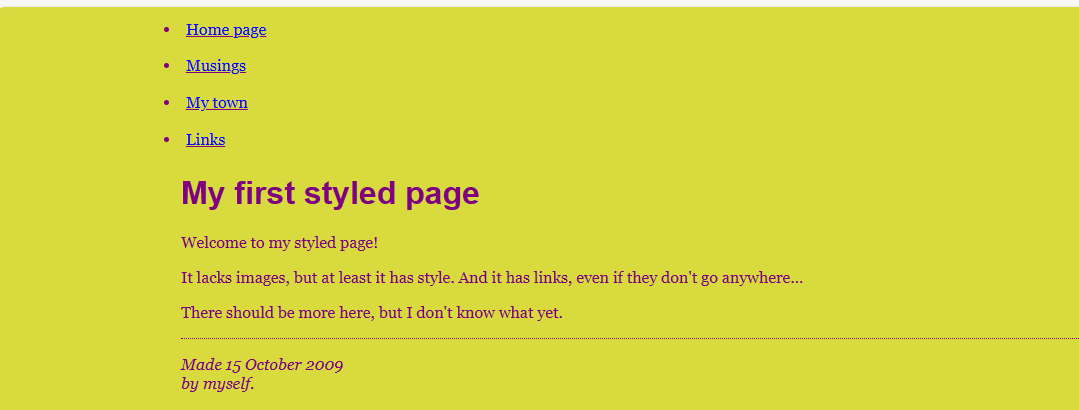 Home page
Musings
My town
Links
My first styled page
Welcome to my styled page!
It lacks images, but at least it has style. And it has links, even if they don't go anywhere...
There should be more here, but I don't know what yet.
Made 15 October 2009
by myself.